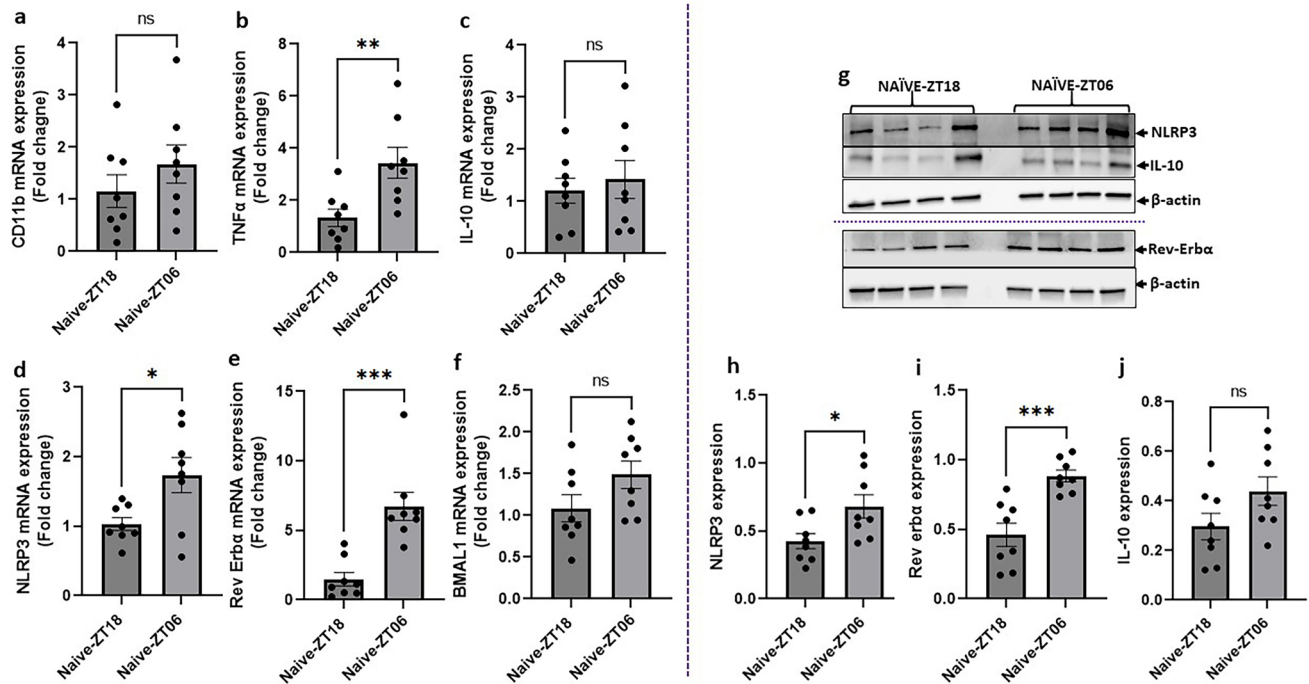 a
ns
CD11b mRNA expression
(Fold chagne)
4
3
2
1
0
Naive-ZT18
Naive-ZT06
b
**
TNFα mRNA expression
(Fold change)
8
6
4
2
0
Naive-ZT18
Naive-ZT06
c
ns
IL-10 mRNA expression
(Fold change)
4
3
2
1
0
Naive-ZT18
Naive-ZT06
g
NAÏVE-ZT18
NAÏVE-ZT06
NLRP3
IL-10
β-actin
Rev-Erbα
β-actin
d
*
NLRP3 mRNA expression
(Fold change)
3
2
1
0
Naive-ZT18
Naive-ZT06
e
***
Rev Erbα mRNA expression
(Fold change)
15
10
5
0
Naive-ZT18
Naive-ZT06
f
ns
BMAL1 mRNA expression
(Fold change)
2.5
2.0
1.5
1.0
0.5
0.0
Naive-ZT18
Naive-ZT06
h
*
NLRP3 expression
1.5
1.0
0.5
0.0
Naive-ZT18
Naive-ZT06
i
***
Rev erbα expression
1.5
1.0
0.5
0.0
Naive-ZT18
Naive-ZT06
j
ns
IL-10 expression
0.8
0.6
0.4
0.2
0.0
Naive-ZT18
Naive-ZT06